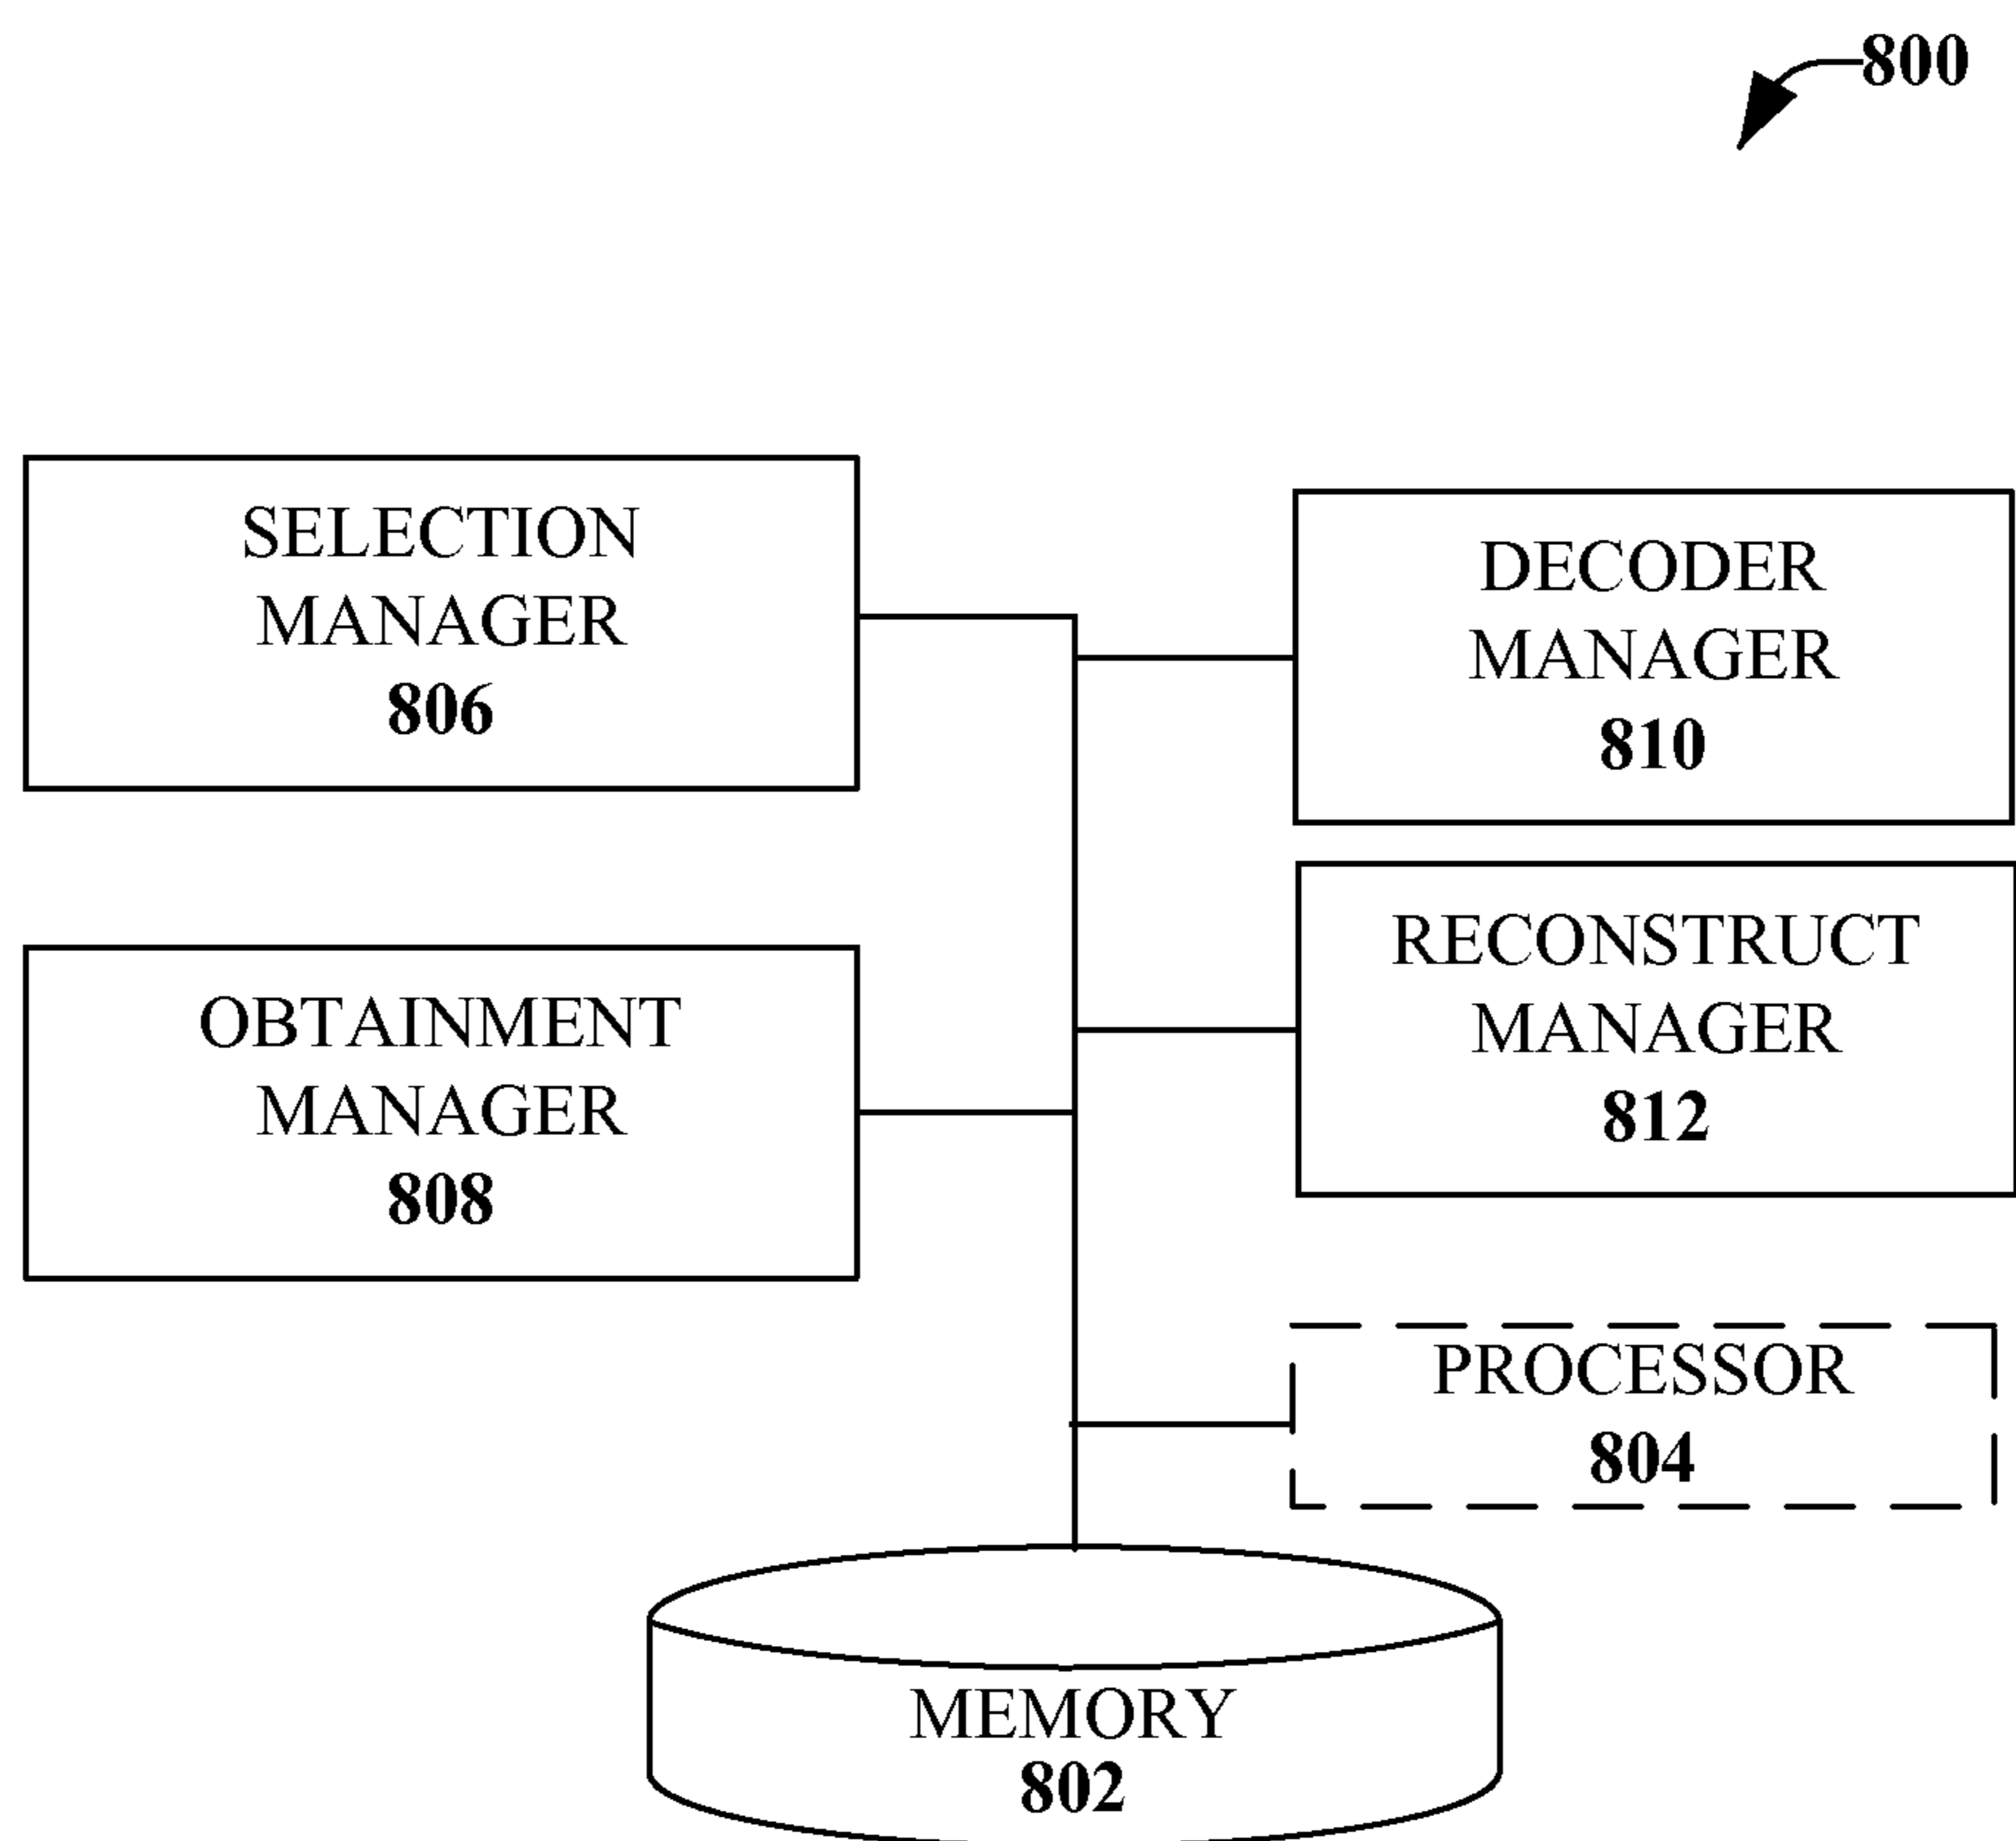 800
SELECTION
MANAGER
806
DECODER
MANAGER
810
OBTAINMENT
MANAGER
808
RECONSTRUCT
MANAGER
812
PROCESSOR
804
MEMORY
802